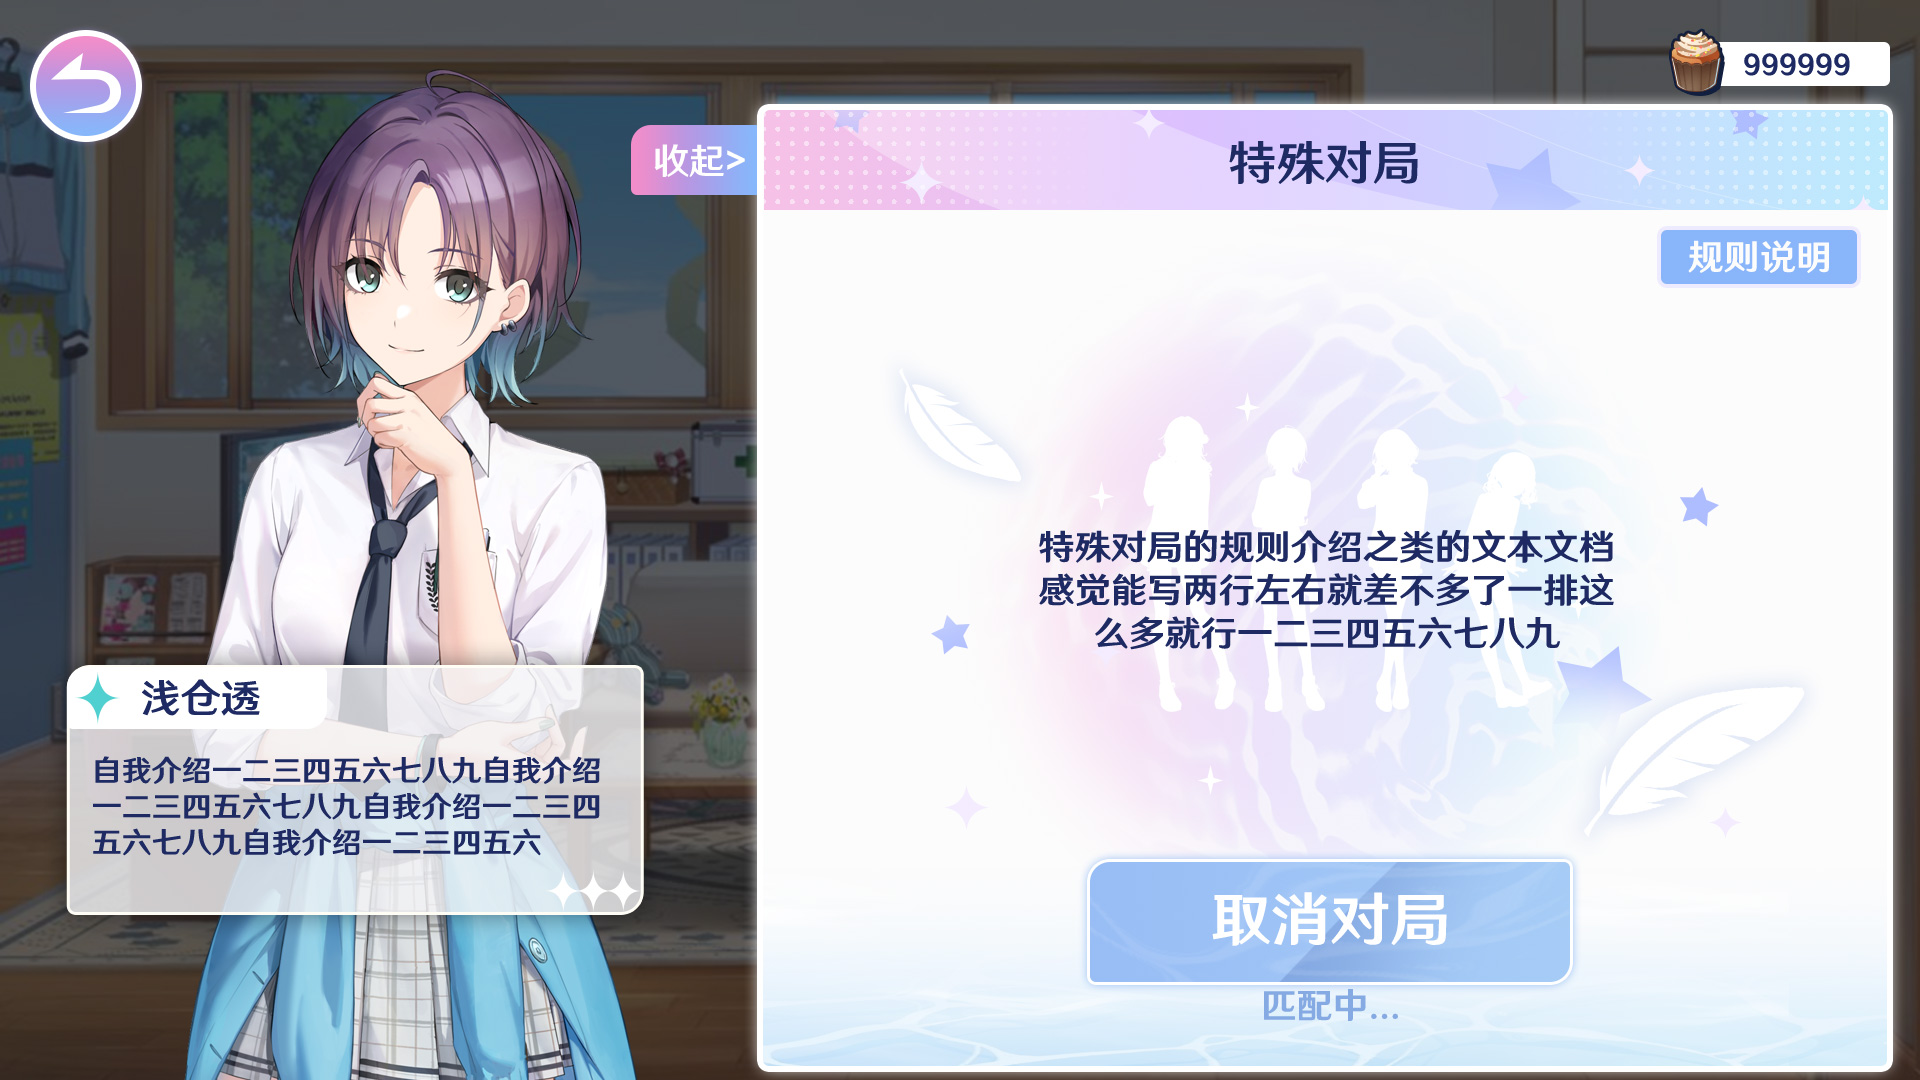 999999
收起>
特殊对局
规则说明
特殊对局的规则介绍之类的文本文档
感觉能写两行左右就差不多了一排这
么多就行一二三四五六七八九
浅仓透
自我介绍一二三四五六七八九自我介绍
一二三四五六七八九自我介绍一二三四
五六七八九自我介绍一二三四五六
取消对局
匹配中...